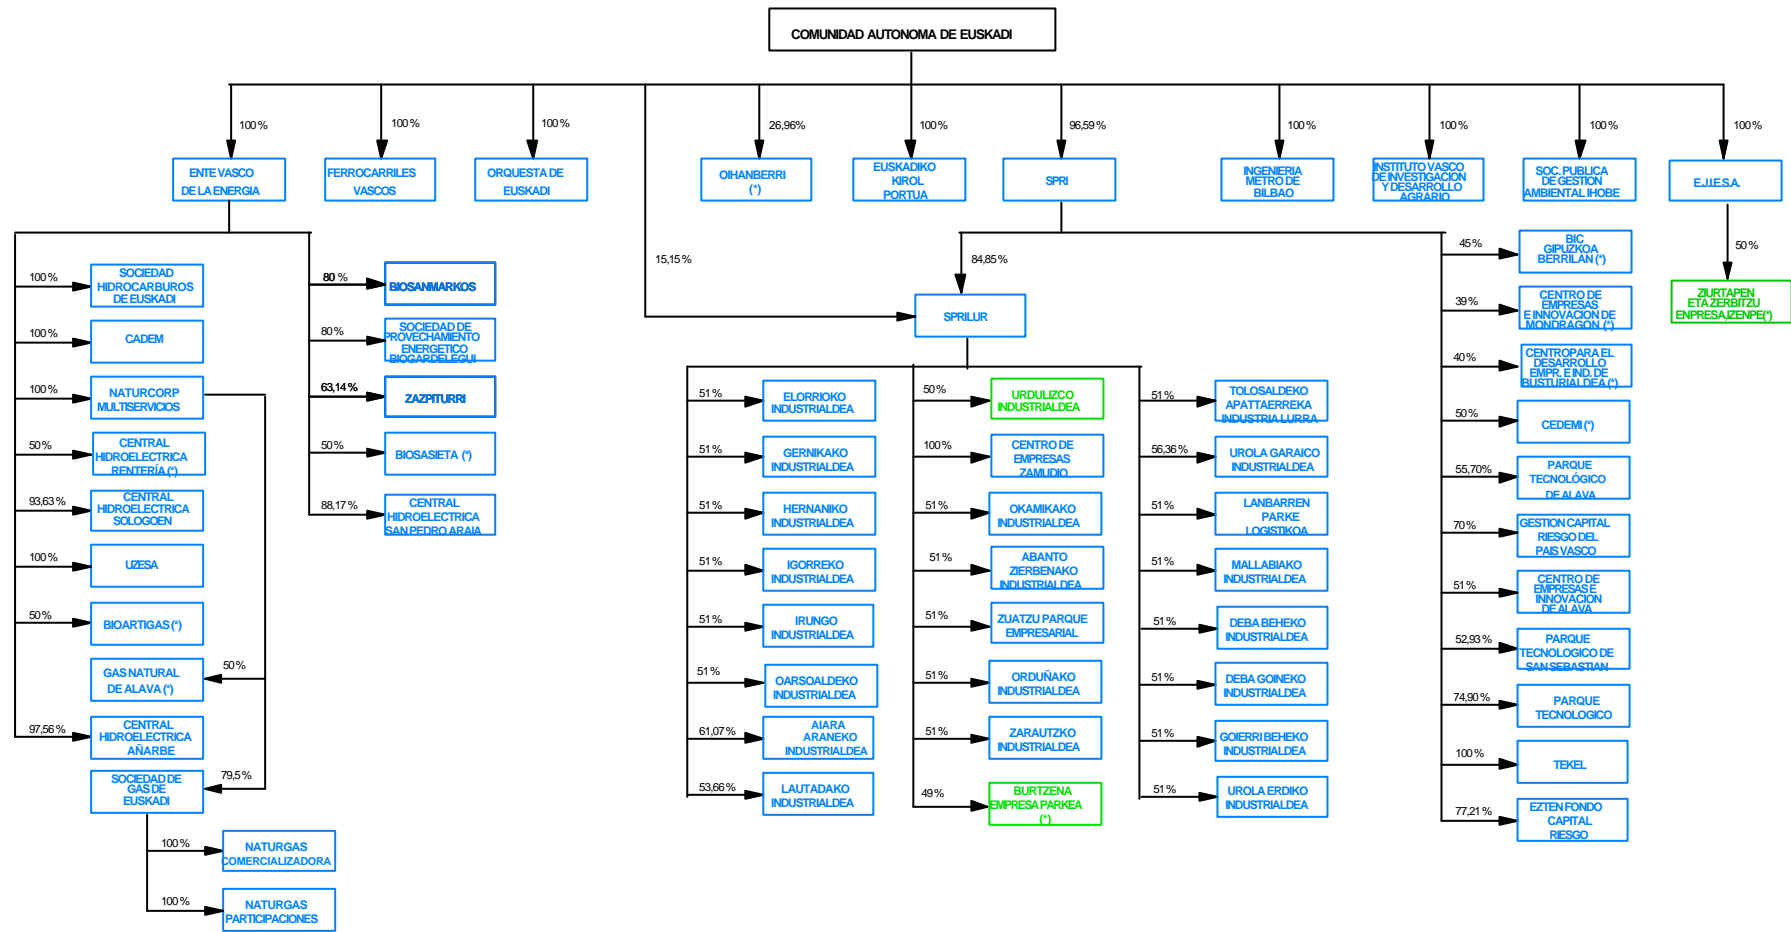 COMUNIDAD AUTONOMA DE EUSKADI
100 %
100 %
100 %
26,96%
100 %
96,59 %
100 %
100 %
100 %
100 %
ENTE VASCO
DE LA ENERGIA
FERROCARRILES
VASCOS
ORQUESTA DE
EUSKADI
OIHANBERRI
(*)
EUSKADIKO
KIROL
PORTUA
SPRI
INGENIERIA
METRO DE
BILBAO
INSTITUTO VASCO
DE INVESTIGACION
Y DESARROLLO
AGRARIO
SOC. PUBLICA
DE GESTION
AMBIENTAL IHOBE
E.J.I.E.S.A.
100 %
SOCIEDAD
HIDROCARBUROS
DE EUSKADI
100 %
CADEM
100 %
NATURCORP
MULTISERVICIOS
50 %
CENTRAL
HIDROELECTRICA
RENTERÍA (*)
93,63 %
CENTRAL
HIDROELECTRICA
SOLOGOEN
100 %
UZESA
50 %
BIOARTIGAS (*)
50 %
GAS NATURAL
DE ALAVA (*)
97,56 %
CENTRAL
HIDROELECTRICA
AÑARBE
79,5 %
SOCIEDAD DE
GAS DE
EUSKADI
100 %
NATURGAS
COMERCIALIZADORA
100 %
NATURGAS
PARTICIPACIONES
80 %
BIOSANMARKOS
80 %
SOCIEDAD DE
PROVECHAMIENTO
ENERGETICO
BIOGARDELEGUI
63,14 %
ZAZPITURRI
50 %
BIOSASIETA (*)
88,17 %
CENTRAL
HIDROELECTRICA
SAN PEDRO ARAIA
15,15 %
84,85 %
SPRILUR
51 %
ELORRIOKO
INDUSTRIALDEA
51 %
GERNIKAKO
INDUSTRIALDEA
51 %
HERNANIKO
INDUSTRIALDEA
51 %
IGORREKO
INDUSTRIALDEA
51 %
IRUNGO
INDUSTRIALDEA
51 %
OARSOALDEKO
INDUSTRIALDEA
61,07 %
AIARA
ARANEKO
INDUSTRIALDEA
53,66 %
LAUTADAKO
INDUSTRIALDEA
50 %
URDULIZCO
INDUSTRIALDEA
100 %
CENTRO DE
EMPRESAS
ZAMUDIO
51 %
OKAMIKAKO
INDUSTRIALDEA
51 %
ABANTO
ZIERBENAKO
INDUSTRIALDEA
51 %
ZUATZU PARQUE
EMPRESARIAL
51 %
ORDUÑAKO
INDUSTRIALDEA
51 %
ZARAUTZKO
INDUSTRIALDEA
49 %
BURTZENA
EMPRESA PARKEA
(*)
51 %
TOLOSALDEKO
APATTAERREKA
INDUSTRIA LURRA
56,36 %
UROLA GARAICO
INDUSTRIALDEA
51 %
LANBARREN
PARKE
LOGISTIKOA
51 %
MALLABIAKO
INDUSTRIALDEA
51 %
DEBA BEHEKO
INDUSTRIALDEA
51 %
DEBA GOINEKO
INDUSTRIALDEA
51 %
GOIERRI BEHEKO
INDUSTRIALDEA
51 %
UROLA ERDIKO
INDUSTRIALDEA
45 %
BIC
GIPUZKOA
BERRILAN (*)
39 %
CENTRO DE
EMPRESAS
E INNOVACION DE
MONDRAGON (*)
40 %
CENTROPARA EL
DESARROLLO
EMPR. E IND. DE
BUSTURIALDEA (*)
50 %
CEDEMI (*)
55,70 %
PARQUE
TECNOLÓGICO
DE ALAVA
70 %
GESTION CAPITAL
RIESGO DEL
PAIS VASCO
51 %
CENTRO DE
EMPRESAS E
INNOVACION
DE ALAVA
52,93 %
PARQUE
TECNOLOGICO DE
SAN SEBASTIAN
74,90 %
PARQUE
TECNOLOGICO
100 %
TEKEL
77,21 %
EZTEN FONDO
CAPITAL
RIESGO
50 %
ZIURTAPEN
ETA ZERBITZU
ENPRESA,IZENPE(*)